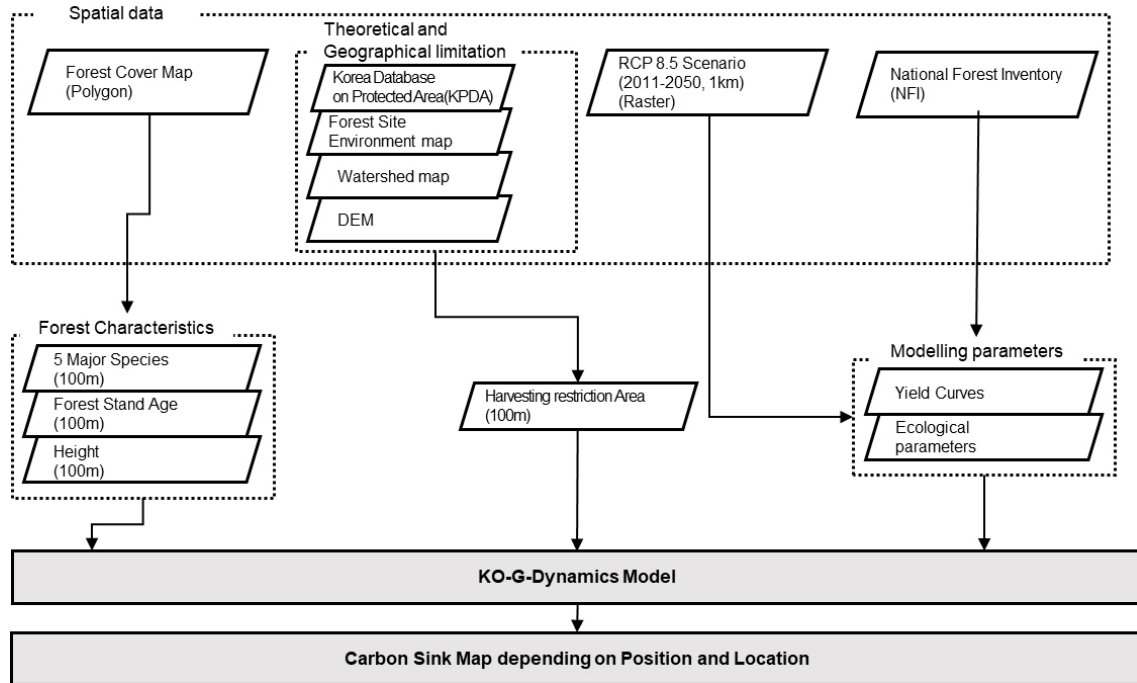 Spatial data
Forest Cover Map
(Polygon)
Theoretical and
Geographical limitation
Korea Database
on Protected Area(KPDA)
Forest Site
Environment map
Watershed map
DEM
RCP 8.5 Scenario
(2011-2050, 1km)
(Raster)
National Forest Inventory
(NFI)
Forest Characteristics
5 Major Species
(100m)
Forest Stand Age
(100m)
Height
(100m)
Harvesting restriction Area
(100m)
Modelling parameters
Yield Curves
Ecological
parameters
KO-G-Dynamics Model
Carbon Sink Map depending on Position and Location